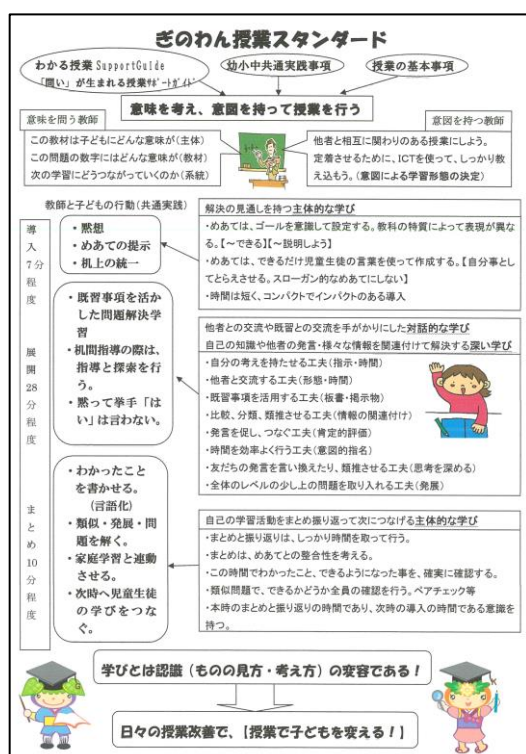 ぎのわん授業スタンダード
わかる授業 SupportGuide
「問い」が生まれる授業ｻﾎﾟｰﾄｶﾞｲﾄﾞ
幼小中共通実践事項
授業の基本事項
意味を考え、意図を持って授業を行う
意味を問う教師
この教材は子どもにどんな意味が(主体)
この問題の数字にはどんな意味が(教材)
次の学習にどうつながっていくのか(系統)
意図を持つ教師
他者と相互に関わりのある授業にしよう。
定着させるために、ICTを使って、しっかり教
え込もう。(意図による学習形態の決定)
教師と子どもの行動(共通実践)
導入7分程度
・黙想
・めあての提示
・机上の統一
解決の見通しを持つ主体的な学び
・めあては、ゴールを意識して設定する。教科の特質によって表現が異な
る。【～できる】【～説明しよう】
・めあては、できるだけ児童生徒の言葉を使って作成する。【自分事とし
てとらえさせる。スローガン的なめあてにしない】
・時間は短く、コンパクトでインパクトのある導入
展開28分程度
・既習事項を活か
した問題解決学
習
・机間指導の際は、
指導と探索を行
う。
・黙って挙手「は
い」は言わない。
他者との交流や既習との交流を手がかりにした対話的な学び
自己の知識や他者の発言・様々な情報を関連付けて解決する深い学び
・自分の考えを持たせる工夫(指示・時間)
・他者と交流する工夫(形態・時間)
・既習事項を活用する工夫(板書・掲示物)
・比較、分類、類推させる工夫(情報の関連付け)
・発言を促し、つなぐ工夫(肯定的評価)
・時間を効率よく行う工夫(意図的指名)
・友だちの発言を言い換えたり、類推させる工夫(思考を深める)
・全体のレベルの少し上の問題を取り入れる工夫(発展)
まとめ10分程度
・わかったこと
を書かせる。
(言語化)
・類似・発展・問
題を解く。
・家庭学習と連動
させる。
・次時へ児童生徒
の学びをつな
ぐ。
自己の学習活動をまとめ振り返って次につなげる主体的な学び
・まとめと振り返りは、しっかり時間を取って行う。
・まとめは、めあてとの整合性を考える。
・この時間でわかったこと、できるようになった事を、確実に確認する。
・類似問題で、できるかどうか全員の確認を行う。ペアチェック等
・本時のまとめと振り返りの時間であり、次時の導入の時間である意識を
持つ。
学びとは認識(ものの見方・考え方)の変容である！
日々の授業改善で、【授業で子どもを変える！】